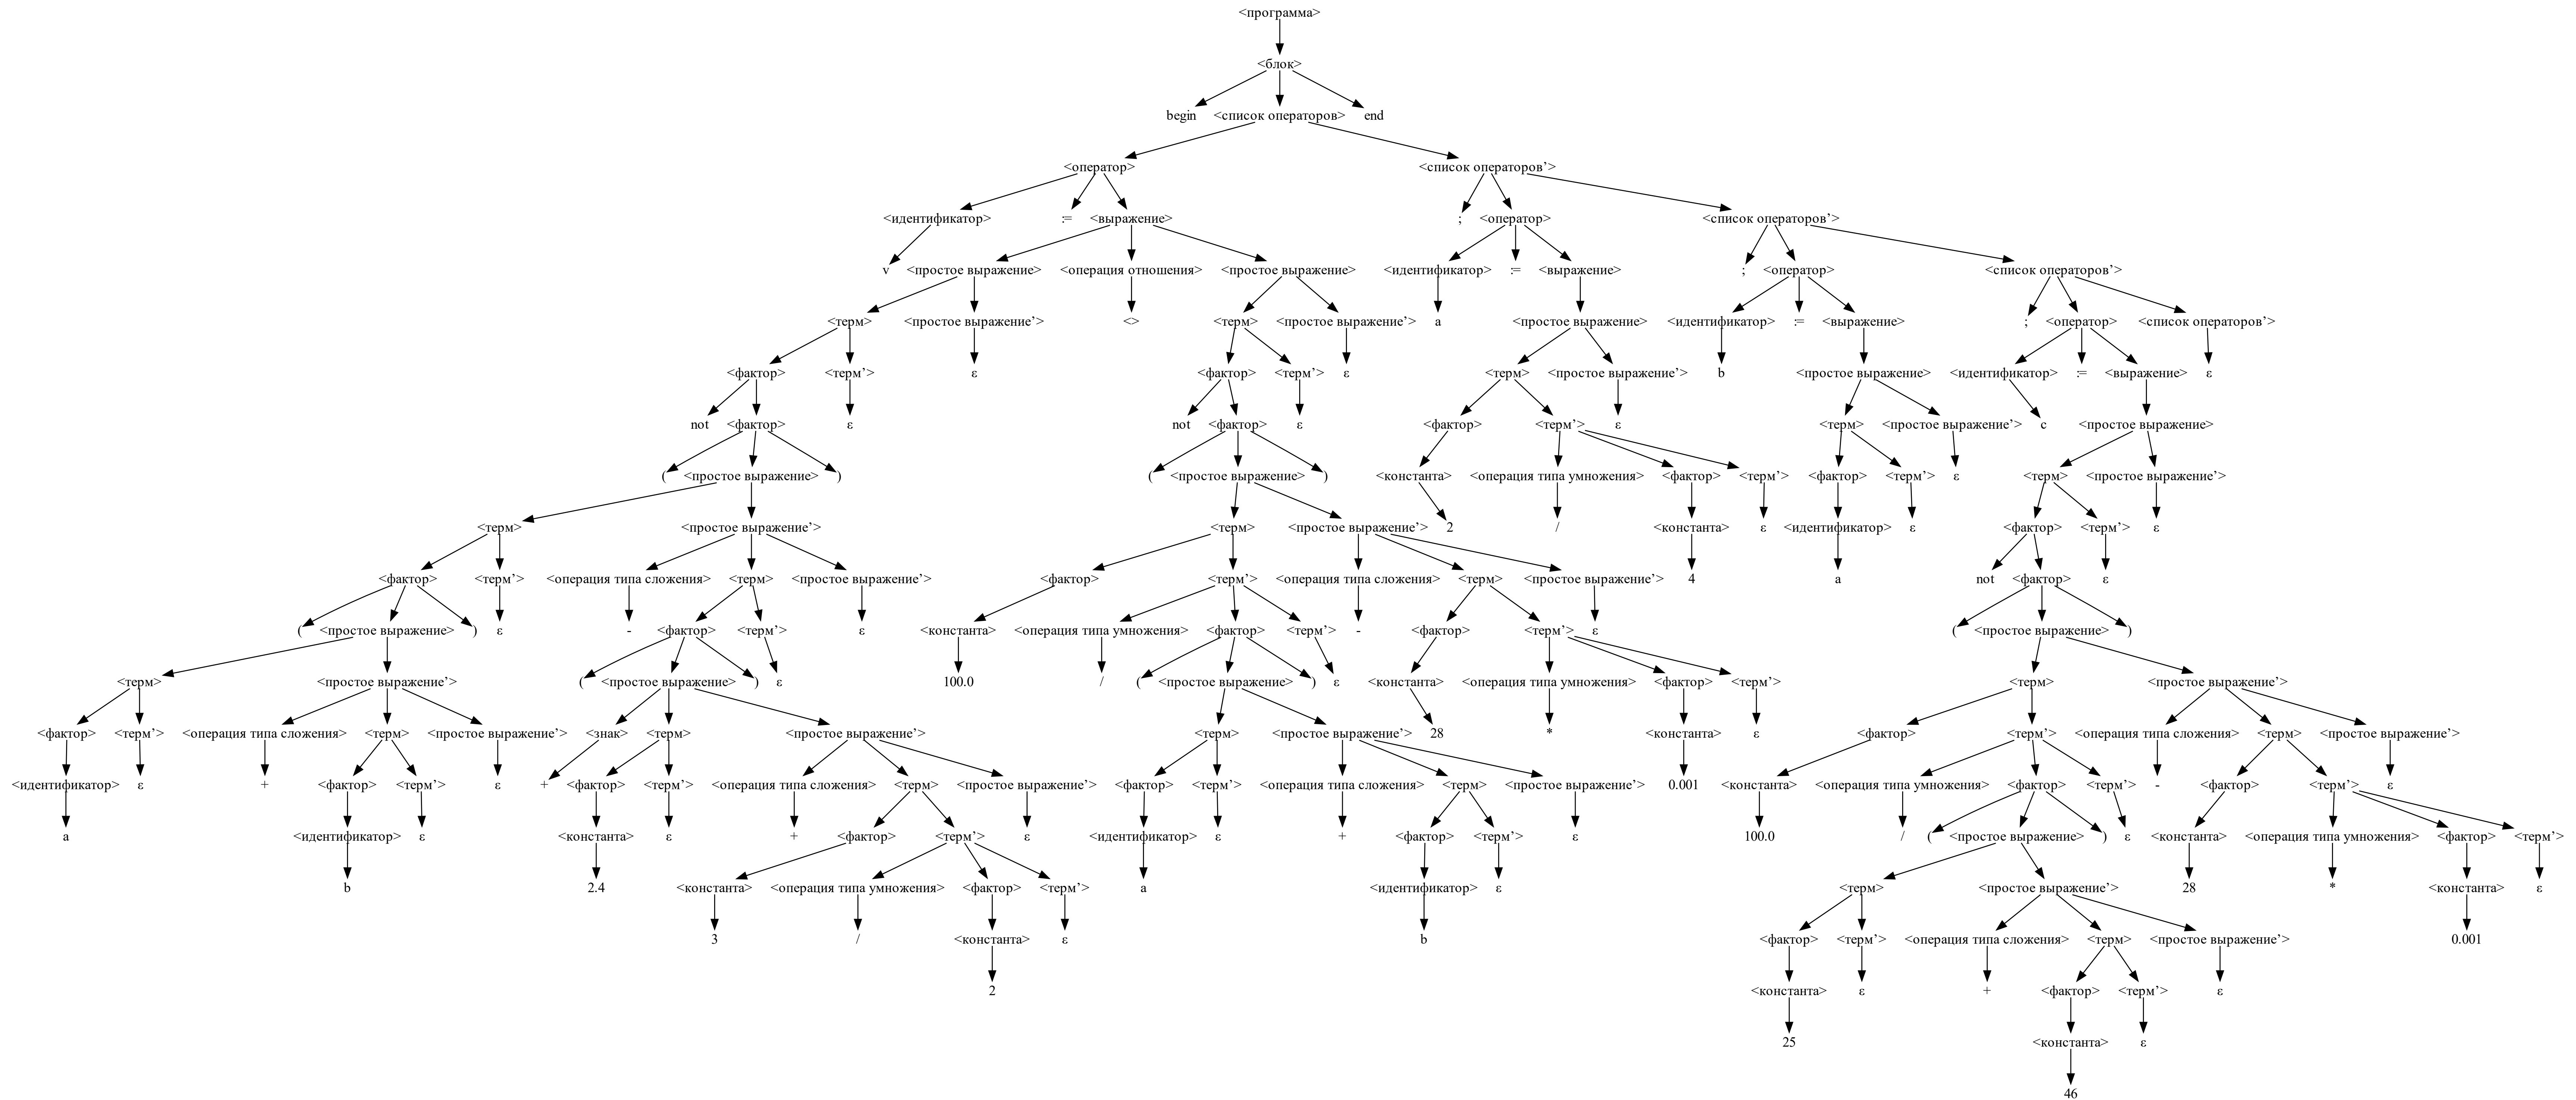 <программа>
<блок>
begin <список операторов> end
<оператор> <список операторов’>
<идентификатор> := <выражение> ; <оператор> <список операторов’>
v <простое выражение> <операция отношения> <простое выражение> <идентификатор> := <выражение> ; <оператор> <список операторов’>
<терм> <простое выражение’> <> <терм> <простое выражение’> a <простое выражение> <идентификатор> := <выражение> ; <оператор> <список операторов’>
<фактор> <терм’> ε <фактор> <терм’> ε <терм> <простое выражение’> b <простое выражение> <идентификатор> := <выражение> ε
not <фактор> ε not <фактор> ε <фактор> <терм’> ε <терм> <простое выражение’> c <простое выражение>
( <простое выражение> ) ( <простое выражение> ) <константа> <операция типа умножения> <фактор> <терм’> <фактор> <терм’> ε <терм> <простое выражение’>
<терм> <простое выражение’> <терм> <простое выражение’> 2 / <константа> ε <идентификатор> ε <фактор> <терм’> ε
<фактор> <терм’> <операция типа сложения> <терм> <простое выражение’> <фактор> <терм’> <операция типа сложения> <терм> <простое выражение’> 4 a not <фактор> ε
( <простое выражение> ) ε - <фактор> <терм’> ε <константа> <операция типа умножения> <фактор> <терм’> - <фактор> <терм’> ε ( <простое выражение> )
<терм> <простое выражение’> ( <простое выражение> ) ε 100.0 / ( <простое выражение> ) ε <константа> <операция типа умножения> <фактор> <терм’> <терм> <простое выражение’>
<фактор> <терм’> <операция типа сложения> <терм> <простое выражение’> <знак> <терм> <простое выражение’> <терм> <простое выражение’> 28 * <константа> ε <фактор> <терм’> <операция типа сложения> <терм> <простое выражение’>
<идентификатор> ε + <фактор> <терм’> ε + <фактор> <терм’> <операция типа сложения> <терм> <простое выражение’> <фактор> <терм’> <операция типа сложения> <терм> <простое выражение’> 0.001 <константа> <операция типа умножения> <фактор> <терм’> - <фактор> <терм’> ε
a <идентификатор> ε <константа> ε + <фактор> <терм’> ε <идентификатор> ε + <фактор> <терм’> ε 100.0 / ( <простое выражение> ) ε <константа> <операция типа умножения> <фактор> <терм’>
b 2.4 <константа> <операция типа умножения> <фактор> <терм’> a <идентификатор> ε <терм> <простое выражение’> 28 * <константа> ε
3 / <константа> ε b <фактор> <терм’> <операция типа сложения> <терм> <простое выражение’> 0.001
2 <константа> ε + <фактор> <терм’> ε
25 <константа> ε
46